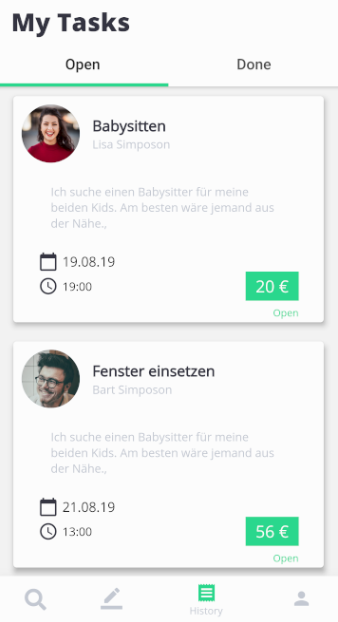 My Tasks
Open
Done
Babysitten
Lisa Simposon
Ich suche einen Babysitter für meine
beiden Kids. Am besten wäre jemand aus
der Nähe.,
19.08.19
19:00
20 €
Open
Fenster einsetzen
Bart Simposon
Ich suche einen Babysitter für meine
beiden Kids. Am besten wäre jemand aus
der Nähe.,
21.08.19
13:00
56 €
Open
History